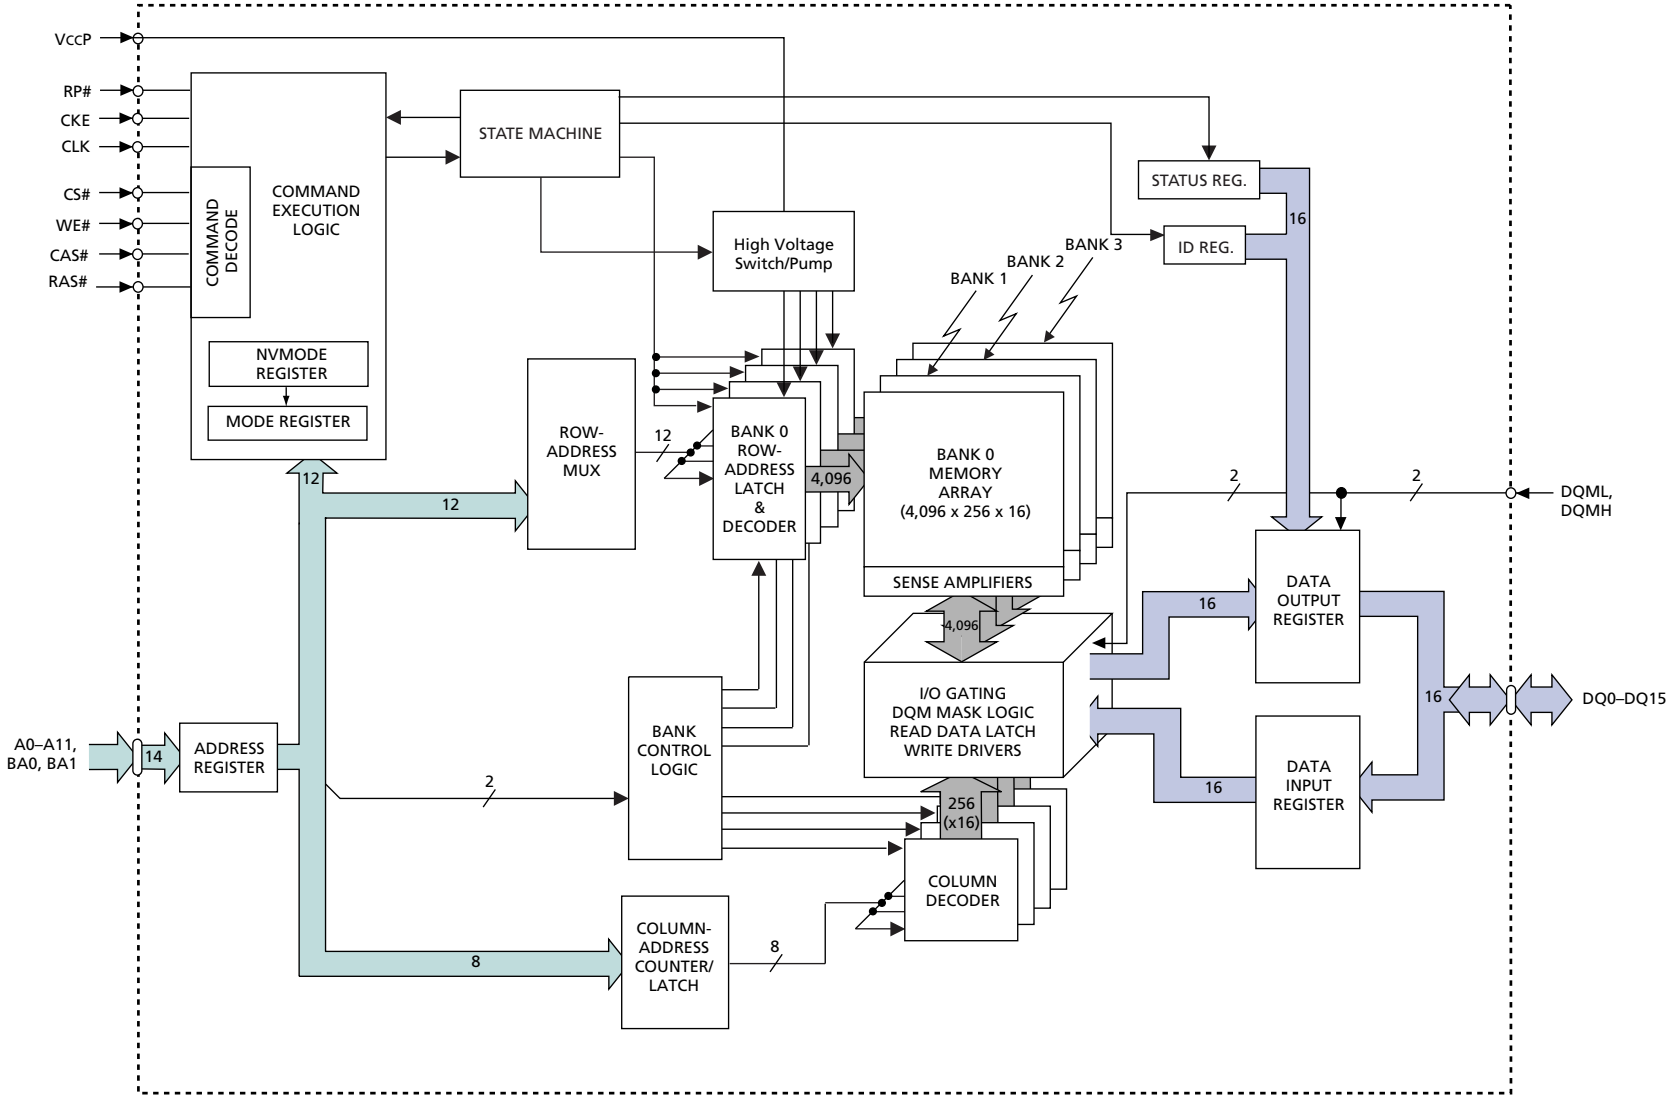 VCCP
RP#
CKE
CLK
CS#
WE#
CAS#
RAS#
COMMAND
DECODE
COMMAND
EXECUTION
LOGIC
NVMODE
REGISTER
MODE REGISTER
STATE MACHINE
High Voltage
Switch/Pump
STATUS REG.
ID REG.
16
BANK 3
BANK 2
BANK 1
12
12
ROW-
ADDRESS
MUX
12
BANK 0
ROW-
ADDRESS
LATCH
&
DECODER
4,096
BANK 0
MEMORY
ARRAY
(4,096 x 256 x 16)
SENSE AMPLIFIERS
4,096
2
2
DQML,
DQMH
DATA
OUTPUT
REGISTER
16
I/O GATING
DQM MASK LOGIC
READ DATA LATCH
WRITE DRIVERS
16
DQ0–DQ15
16
DATA
INPUT
REGISTER
A0–A11,
BA0, BA1
14
ADDRESS
REGISTER
2
BANK
CONTROL
LOGIC
256
(x16)
COLUMN
DECODER
8
COLUMN-
ADDRESS
COUNTER/
LATCH
8